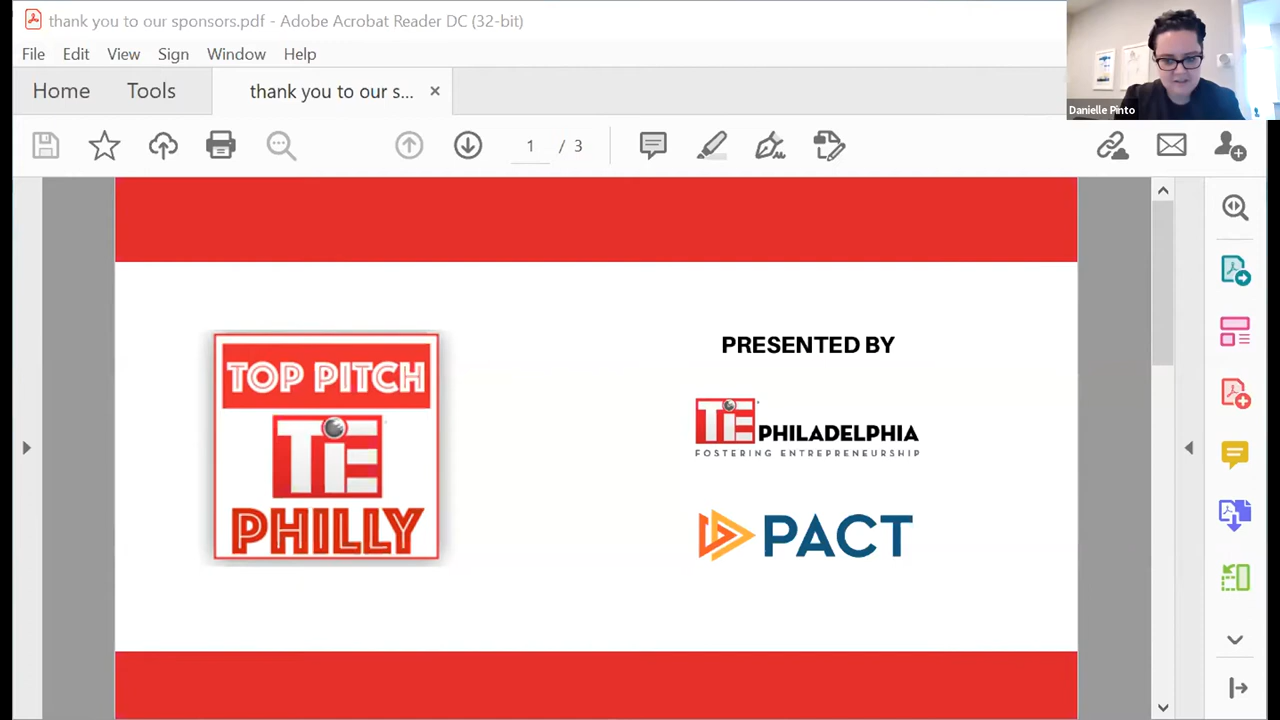 thank you to our sponsors.pdf - Adobe Acrobat Reader DC (32-bit)
File Edit View Sign Window Help
Home Tools thank you to our s... ×
1 / 3
Danielle Pinto
TOP PITCH
TiE
PHILLY
PRESENTED BY
TiE PHILADELPHIA
FOSTERING ENTREPRENEURSHIP
PACT